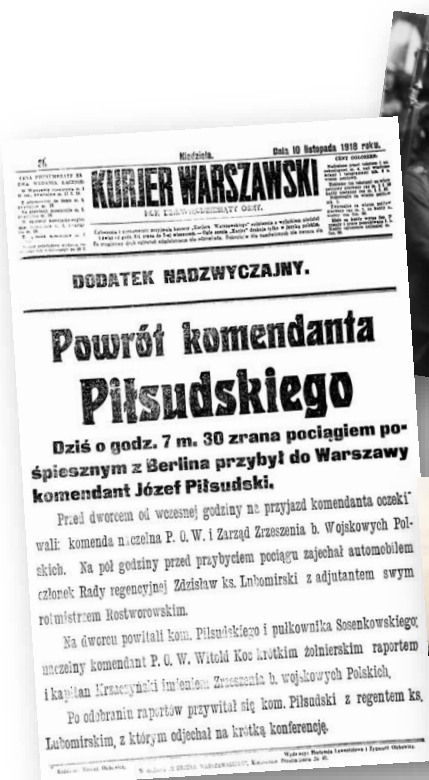 Niedziela. Dnia 10 listopada 1918 roku.
KURJER WARSZAWSKI
DODATEK NADZWYCZAJNY.
Powrót komendanta
Piłsudskiego
Dziś o godz. 7 m. 30 zrana pociągiem po-
śpiesznym z Berlina przybył do Warszawy
komendant Józef Piłsudski.
Przed dworcem od wczesnej godziny na przyjazd komendanta oczeki-
wali: komenda naczelna P. O. W. i Zarząd Zrzeszenia b. Wojskowych Pol-
skich. Na pół godziny przed przybyciem pociągu zajechał automobilem
członek Rady regencyjnej Zdzisław ks. Lubomirski z adjutantem swym
rotmistrzem Rostworowskim.
Na dworcu powitali kom. Piłsudskiego i pułkownika Sosenkowskiego,
naczelny komendant P. O. W. Witold Koc krótkim żołnierskim raportem
i kapitan Krzaczyński imieniem Zrzeszenia b. wojskowych Polskich.
Po odebraniu raportów przywitał się kom. Piłsudski z regentem ks.
Lubomirskim, z którym odjechał na krótką konferencję.